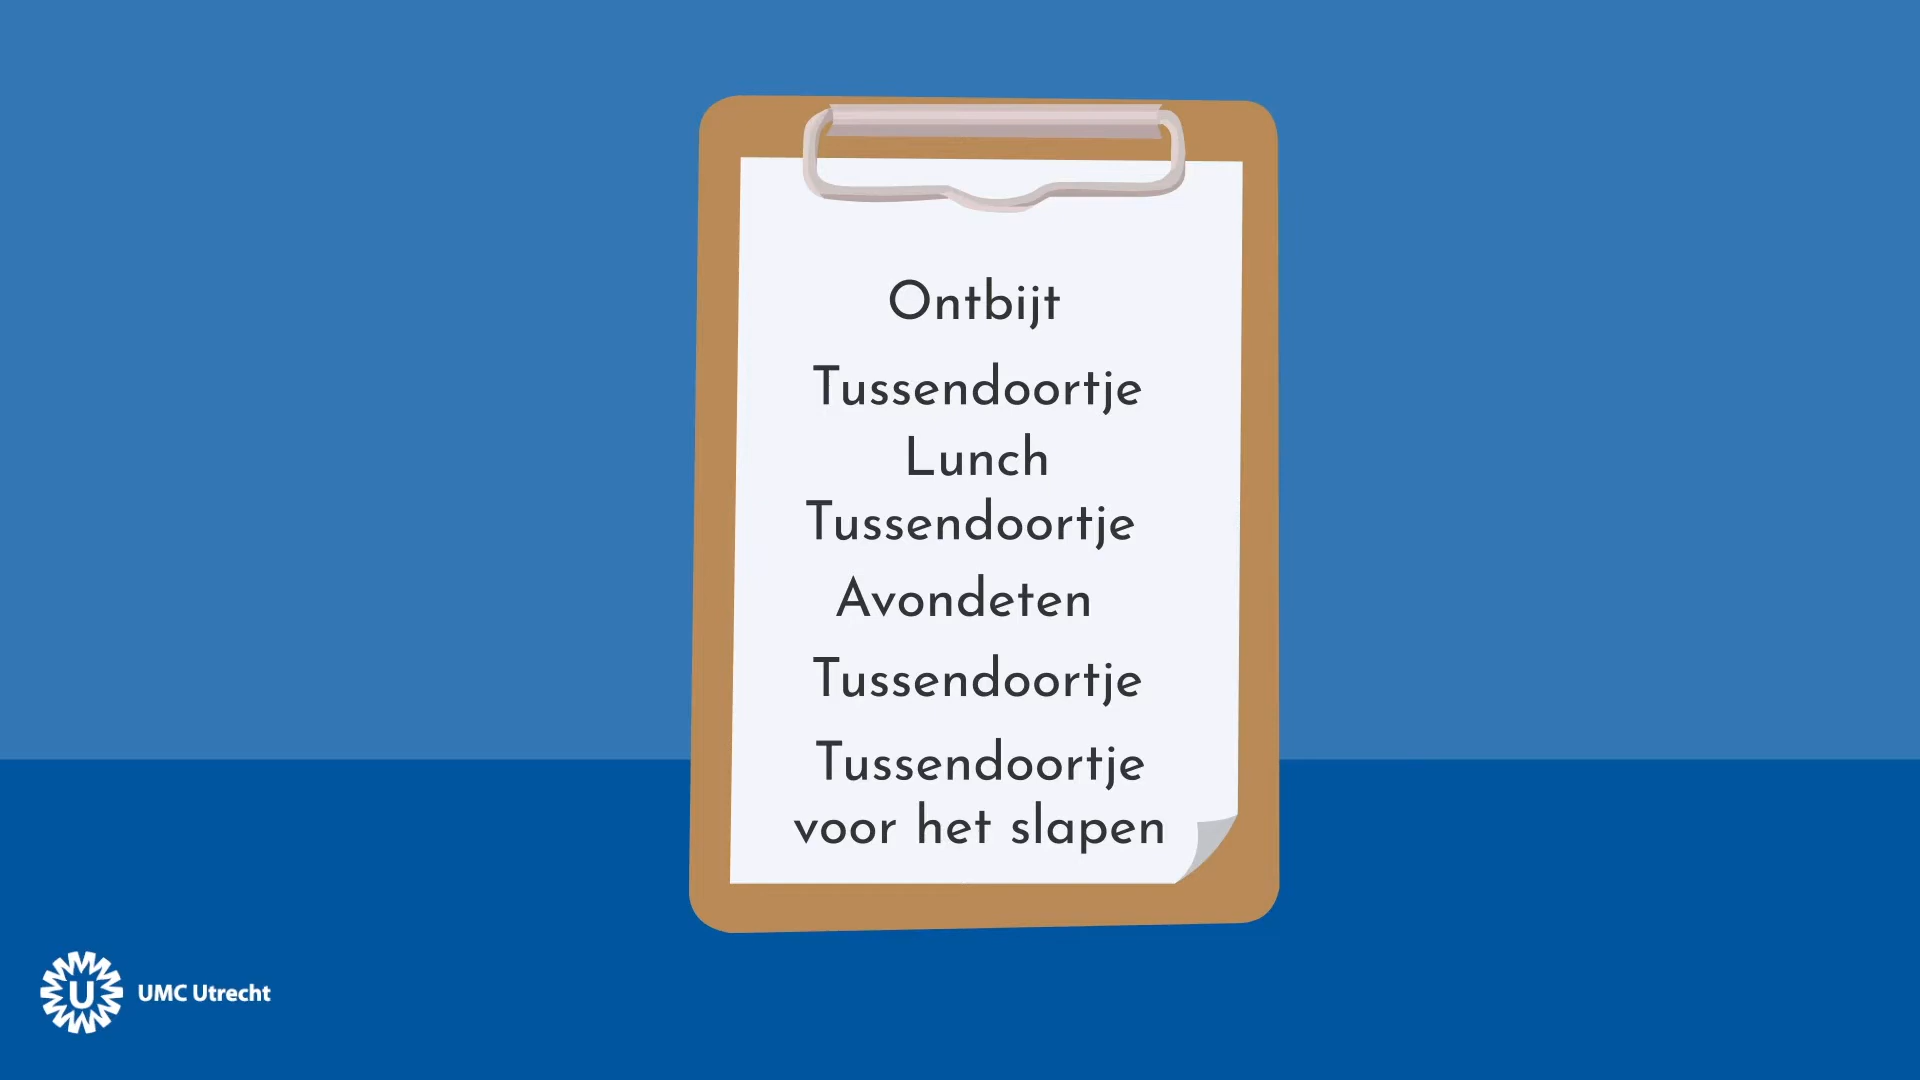 Ontbijt
Tussendoortje
Lunch
Tussendoortje
Avondeten
Tussendoortje
Tussendoortje
voor het slapen
U
UMC Utrecht